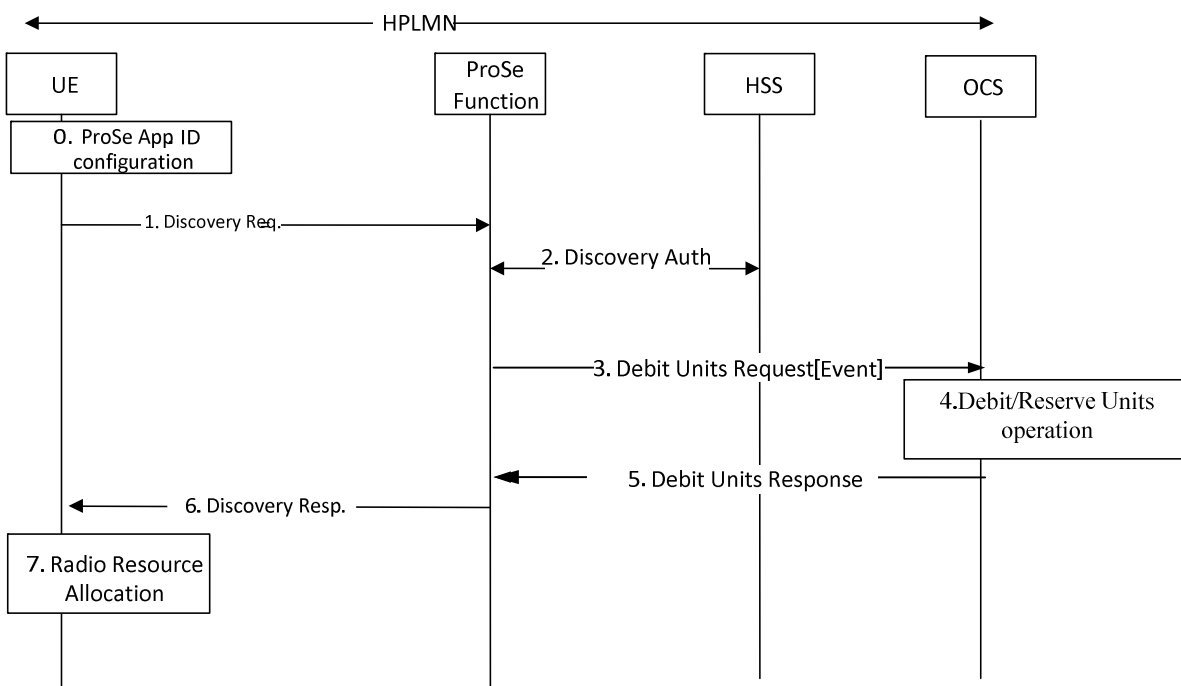 HPLMN
UE
ProSe
Function
HSS
OCS
0. ProSe App ID
configuration
1. Discovery Req.
2. Discovery Auth
3. Debit Units Request[Event]
4.Debit/Reserve Units
operation
5. Debit Units Response
6. Discovery Resp.
7. Radio Resource
Allocation